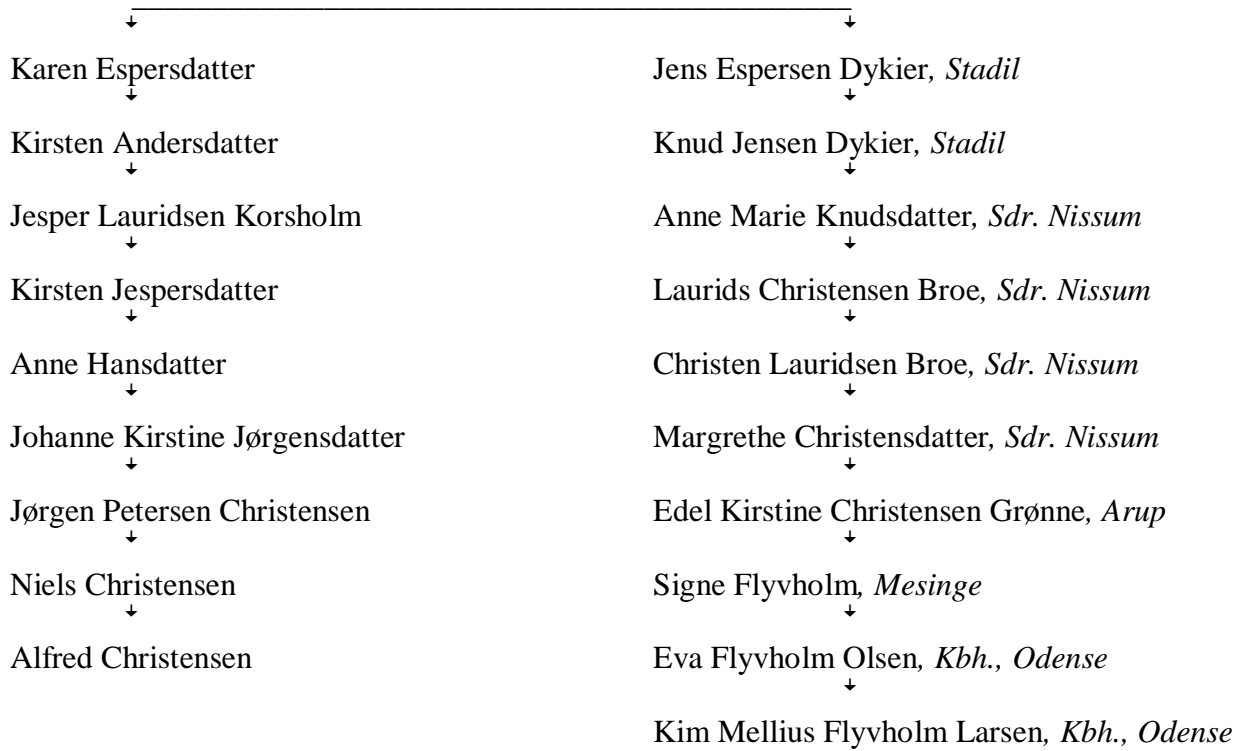 Karen Espersdatter Jens Espersen Dykier, Stadil
Kirsten Andersdatter Knud Jensen Dykier, Stadil
Jesper Lauridsen Korsholm Anne Marie Knudsdatter, Sdr. Nissum
Kirsten Jespersdatter Laurids Christensen Broe, Sdr. Nissum
Anne Hansdatter Christen Lauridsen Broe, Sdr. Nissum
Johanne Kirstine Jørgensdatter Margrethe Christensdatter, Sdr. Nissum
Jørgen Petersen Christensen Edel Kirstine Christensen Grønne, Arup
Niels Christensen Signe Flyvholm, Mesinge
Alfred Christensen Eva Flyvholm Olsen, Kbh., Odense
Kim Mellius Flyvholm Larsen, Kbh., Odense